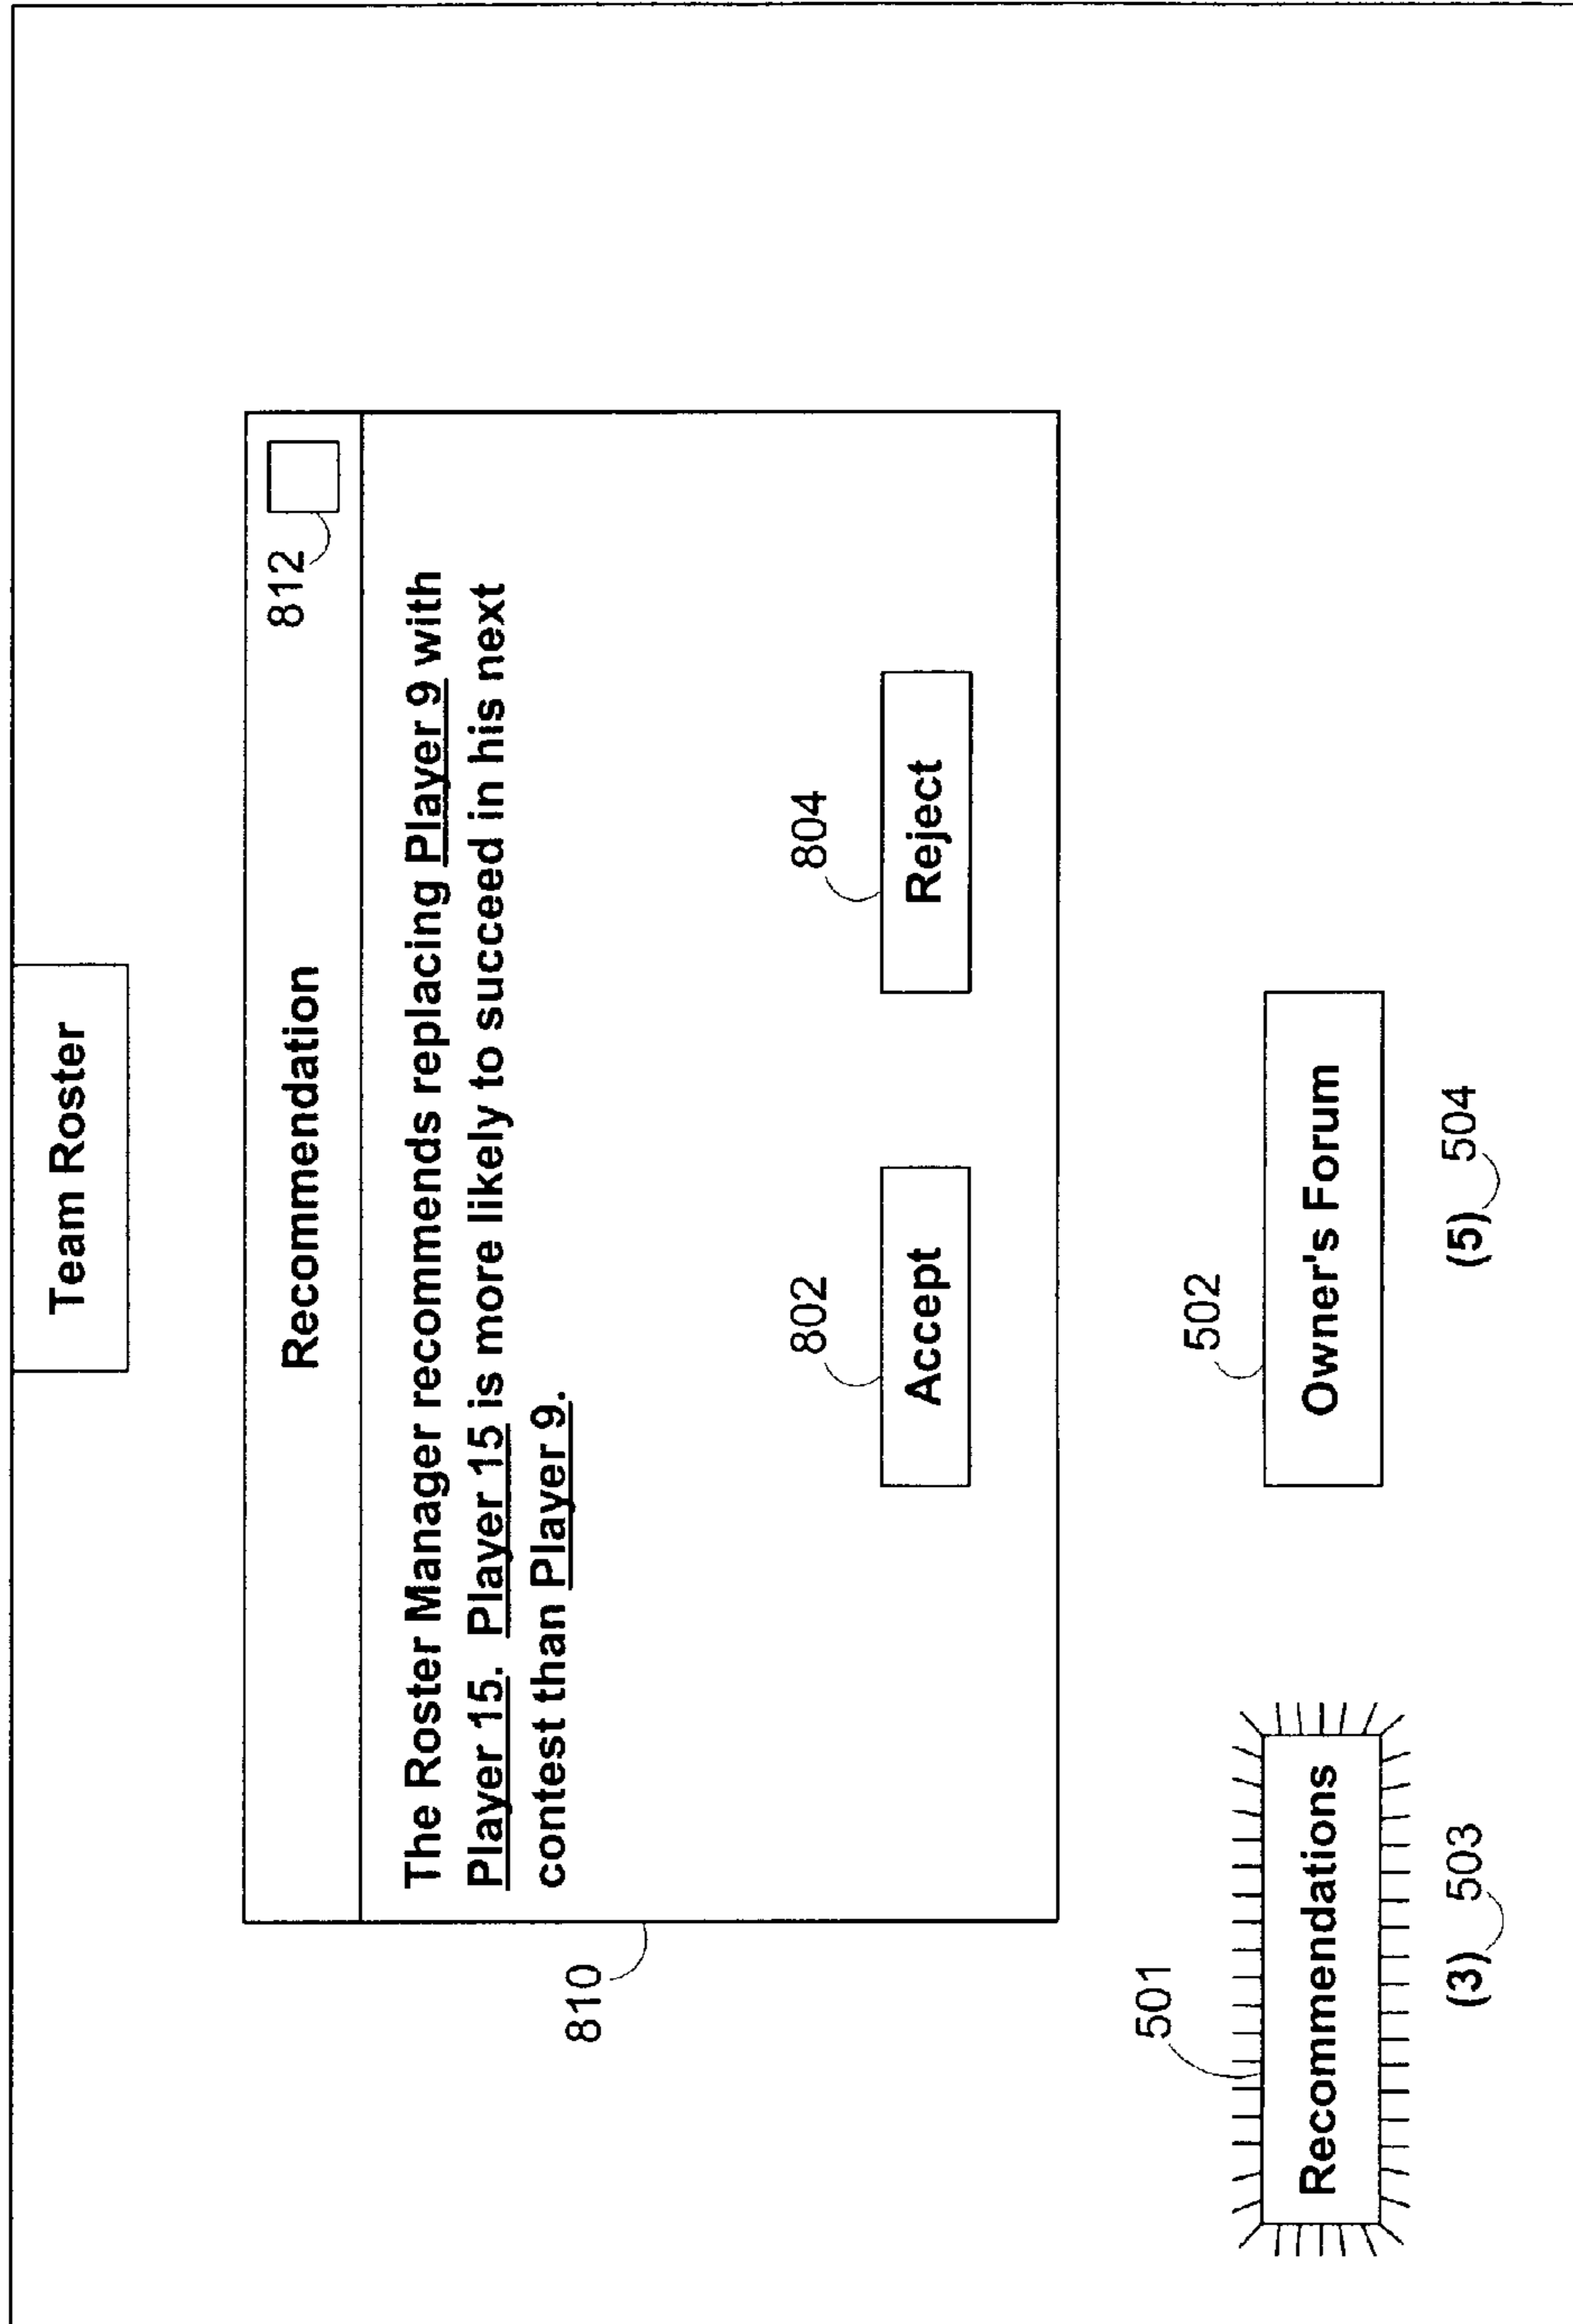 Team Roster
Recommendation
812
The Roster Manager recommends replacing Player 9 with
Player 15. Player 15 is more likely to succeed in his next
contest than Player 9.
810
802
804
Accept
Reject
501
502
Recommendations
Owner's Forum
(3) 503
(5) 504